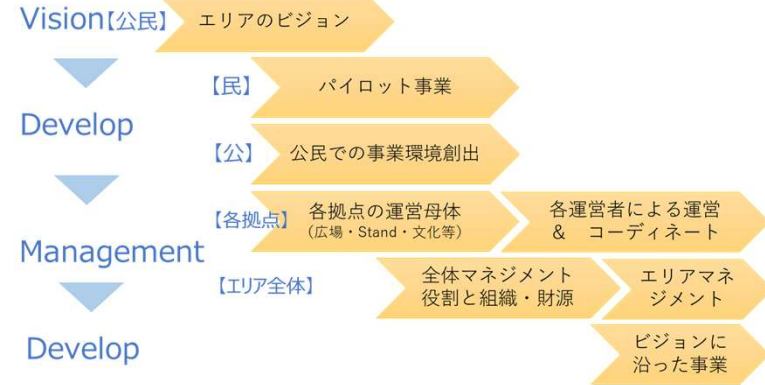 Vision【公民】 エリアのビジョン
【民】 パイロット事業
Develop
【公】 公民での事業環境創出
【各拠点】 各拠点の運営母体
（広場・Stand・文化等）
各運営者による運営
＆ コーディネート
Management
【エリア全体】 全体マネジメント
役割と組織・財源
エリアマネ
ジメント
Develop
ビジョンに
沿った事業